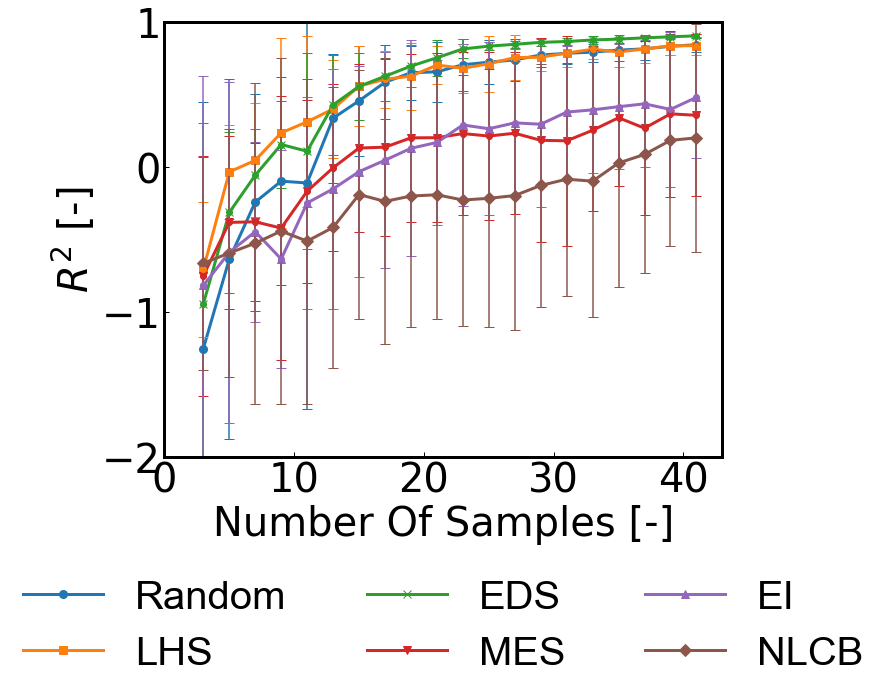 1
0
−1
−2
R² [-]
0 10 20 30 40
Number Of Samples [-]
Random EDS EI
LHS MES NLCB